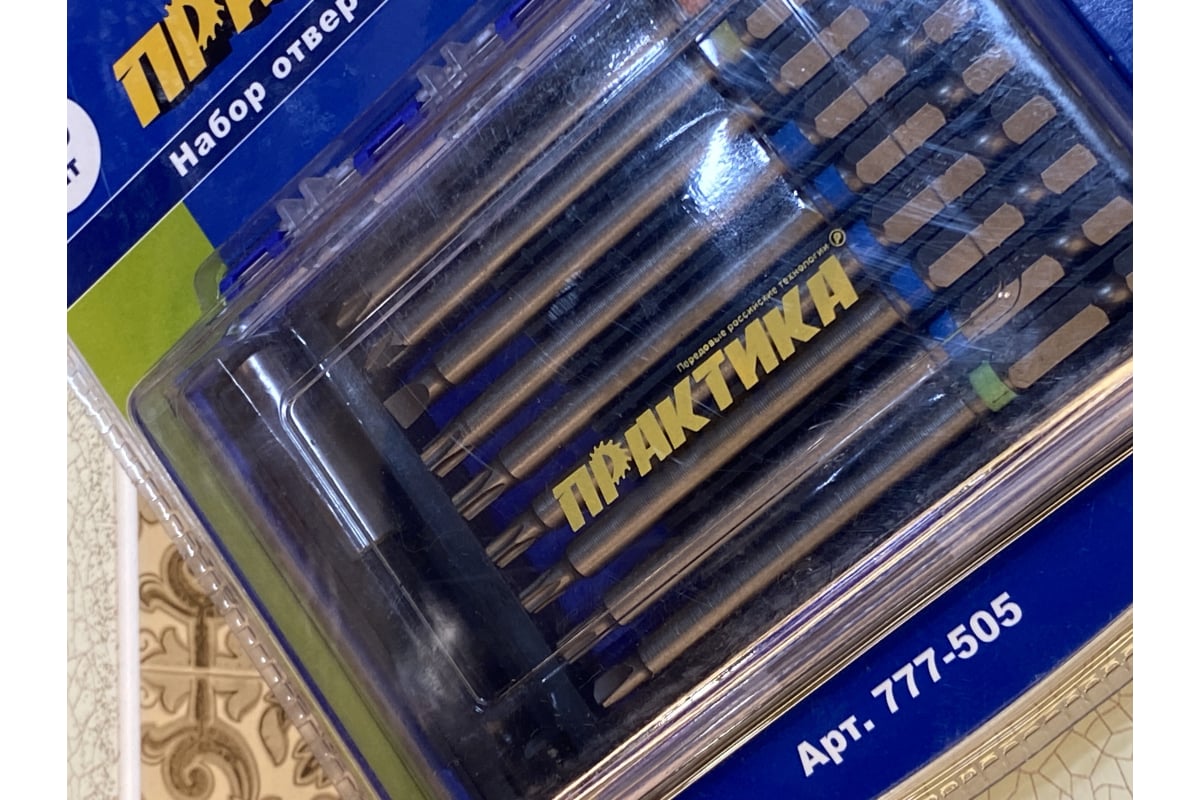 Набор отвер
Передовые российские технологии
ПРАКТИКА
Арт. 777-505